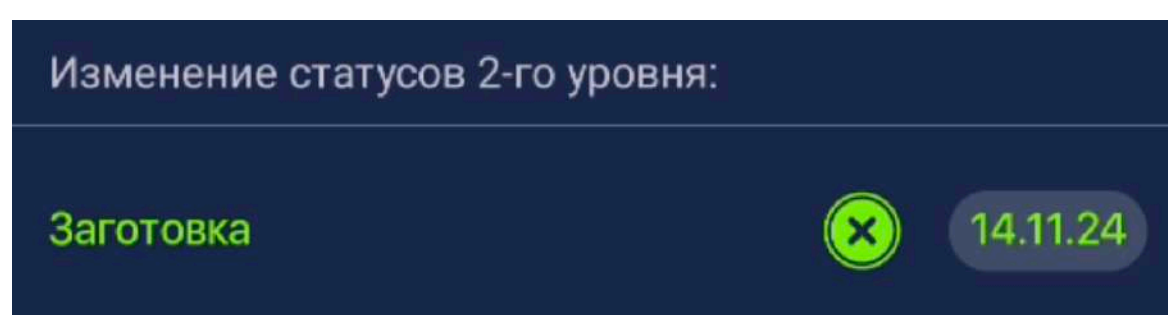 Изменение статусов 2-го уровня:
Заготовка 14.11.24